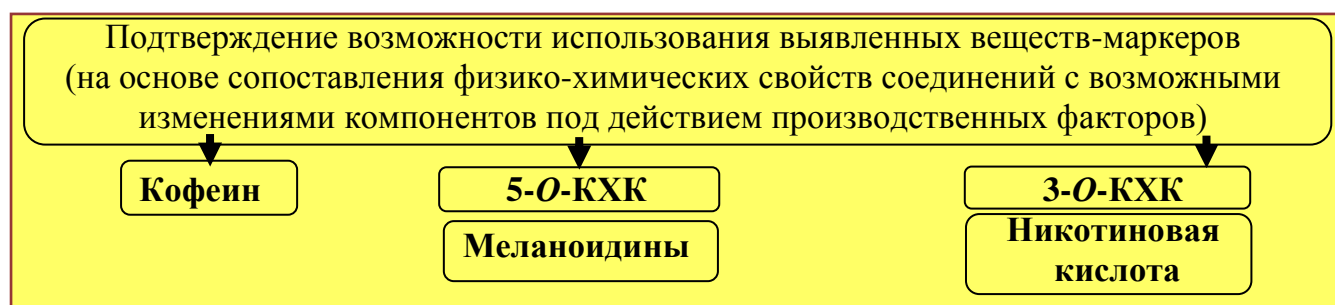 Подтверждение возможности использования выявленных веществ-маркеров
(на основе сопоставления физико-химических свойств соединений с возможными
изменениями компонентов под действием производственных факторов)
Кофеин
5-О-КХК
3-О-КХК
Меланоидины
Никотиновая
кислота